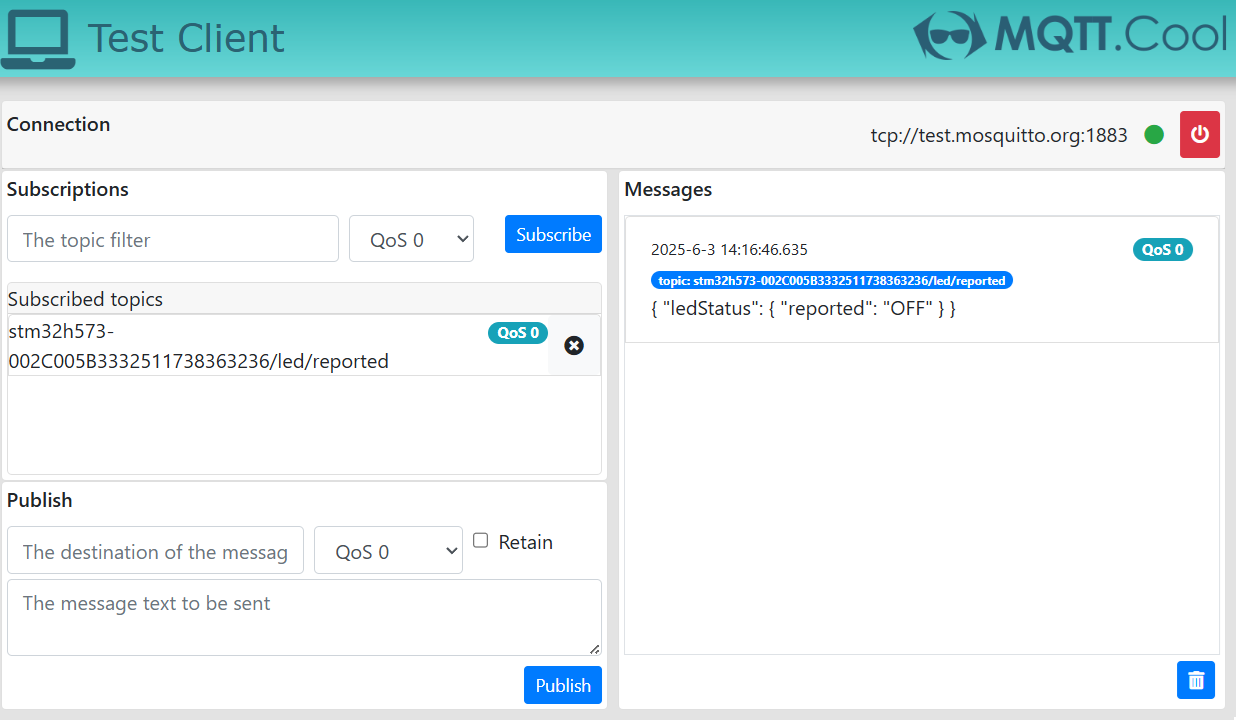 Test Client
MQTT.Cool
Connection
tcp://test.mosquitto.org:1883
Subscriptions
The topic filter
QoS 0
Subscribe
Subscribed topics
stm32h573-
002C005B3332511738363236/led/reported
QoS 0
Publish
The destination of the messag
QoS 0
Retain
The message text to be sent
Publish
Messages
2025-6-3 14:16:46.635
QoS 0
topic: stm32h573-002C005B3332511738363236/led/reported
{ "ledStatus": { "reported": "OFF" } }